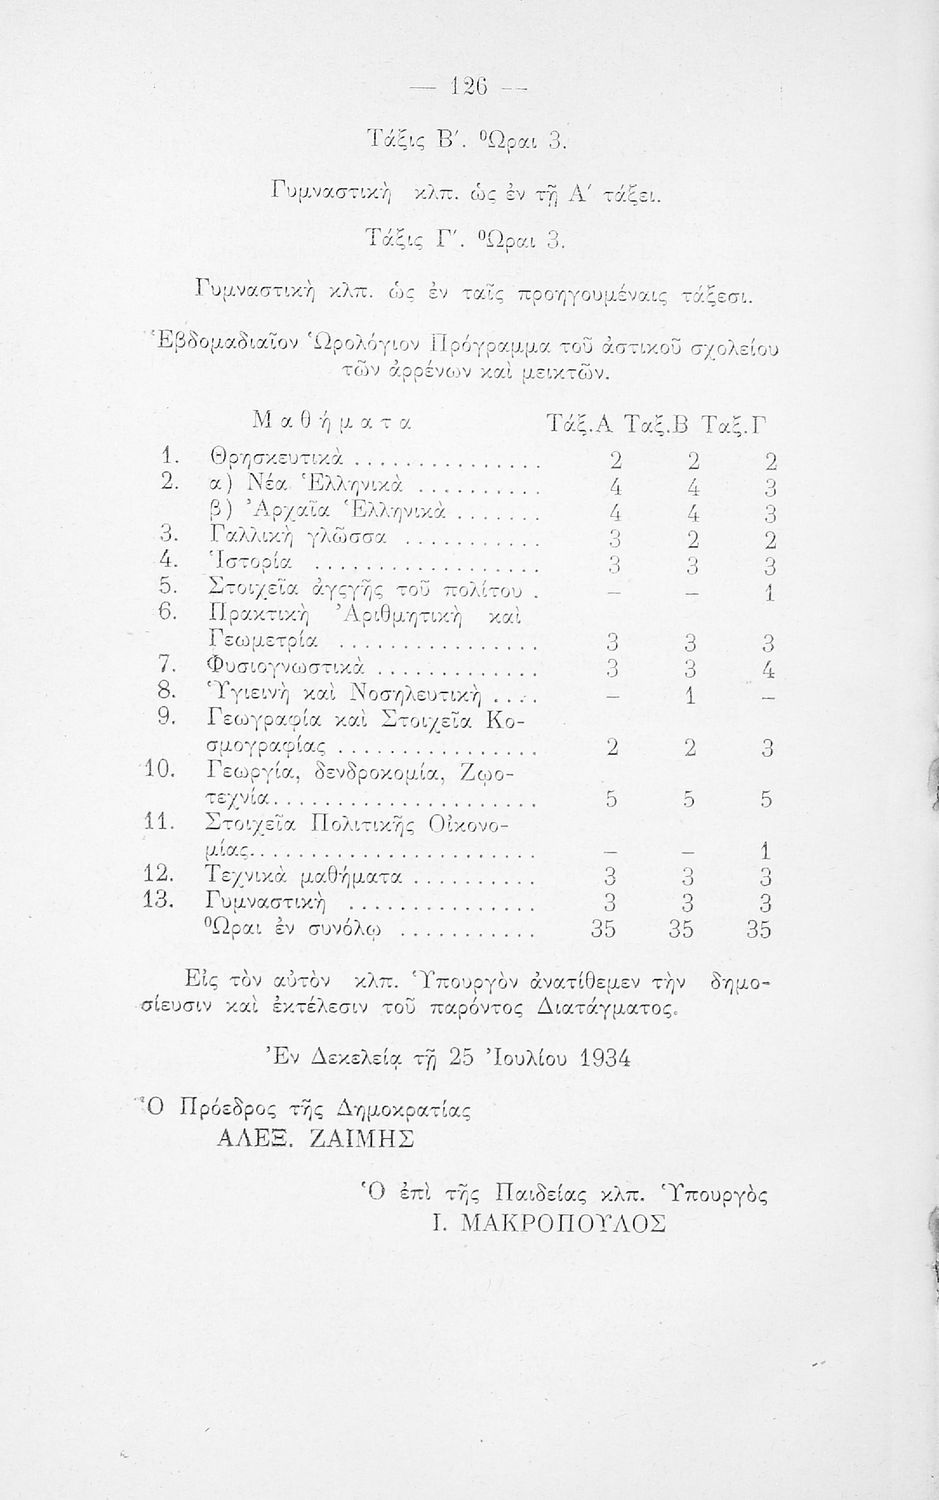 — 126 —
Τάξις Β΄. Ὧραι 3.
Γυμναστικὴ κλπ. ὡς ἐν τῇ Α΄ τάξει.
Τάξις Γ΄. Ὧραι 3.
Γυμναστικὴ κλπ. ὡς ἐν ταῖς προηγουμέναις τάξεσι.
Ἑβδομαδιαῖον Ὡρολόγιον Πρόγραμμα τοῦ ἀστικοῦ σχολείου
τῶν ἀρρένων καὶ μεικτῶν.
Μαθήματα Τάξ.Α Ταξ.Β Ταξ.Γ
1. Θρησκευτικὰ . . . . . . . . . . . . . . . 2 2 2
2. α) Νέα Ἑλληνικὰ . . . . . . . . . . 4 4 3
β) Ἀρχαῖα Ἑλληνικὰ . . . . . . . 4 4 3
3. Γαλλικὴ γλῶσσα . . . . . . . . . . . 3 2 2
4. Ἱστορία . . . . . . . . . . . . . . . . . . 3 3 3
5. Στοιχεῖα ἀγςγῆς τοῦ πολίτου . — — 1
6. Πρακτικὴ Ἀριθμητικὴ καὶ
Γεωμετρία . . . . . . . . . . . . . . . . 3 3 3
7. Φυσιογνωστικὰ . . . . . . . . . . . . . 3 3 4
8. Ὑγιεινὴ καὶ Νοσηλευτικὴ . . . . — 1 —
9. Γεωγραφία καὶ Στοιχεῖα Κο-
σμογραφίας . . . . . . . . . . . . . . . . 2 2 3
10. Γεωργία, δενδροκομία, Ζῳο-
τεχνία . . . . . . . . . . . . . . . . . . . . . 5 5 5
11. Στοιχεῖα Πολιτικῆς Οἰκονο-
μίας . . . . . . . . . . . . . . . . . . . . . . . — — 1
12. Τεχνικὰ μαθήματα . . . . . . . . . . 3 3 3
13. Γυμναστικὴ . . . . . . . . . . . . . . . 3 3 3
Ὧραι ἐν συνόλῳ . . . . . . . . . . . 35 35 35
Εἰς τὸν αὐτὸν κλπ. Ὑπουργὸν ἀνατίθεμεν τὴν δημο-
σίευσιν καὶ ἐκτέλεσιν τοῦ παρόντος Διατάγματος.
Ἐν Δεκελείᾳ τῇ 25 Ἰουλίου 1934
Ὁ Πρόεδρος τῆς Δημοκρατίας
ΑΛΕΞ. ΖΑΙΜΗΣ
Ὁ ἐπὶ τῆς Παιδείας κλπ. Ὑπουργὸς
Ι. ΜΑΚΡΟΠΟΥΛΟΣ